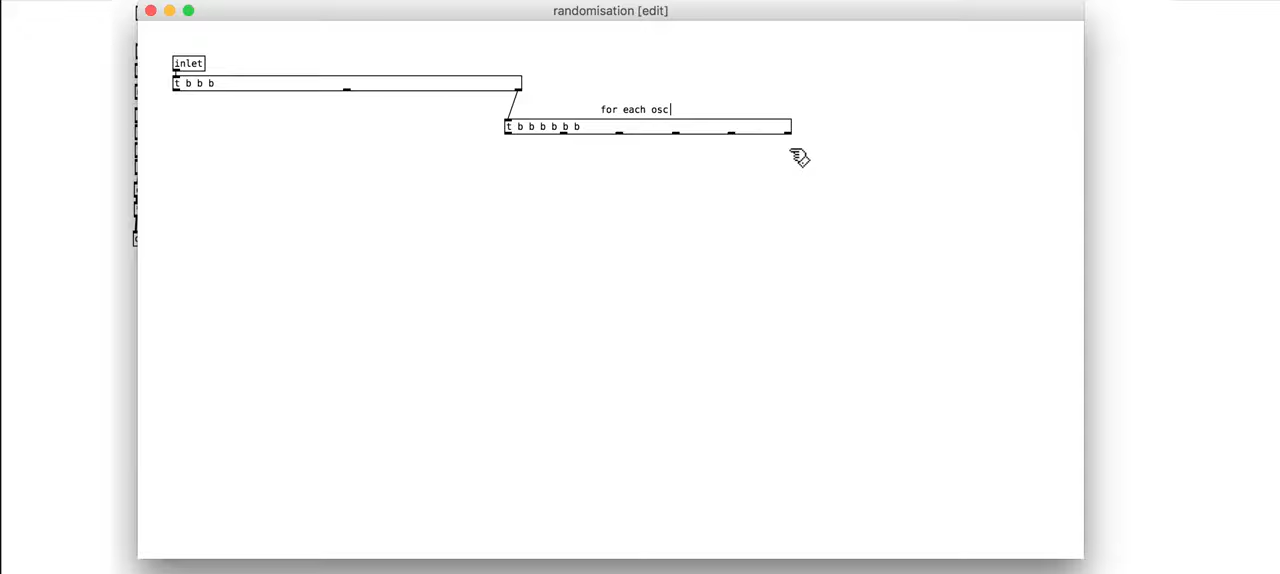 randomisation [edit]
inlet
t b b b
for each osc
t b b b b b b